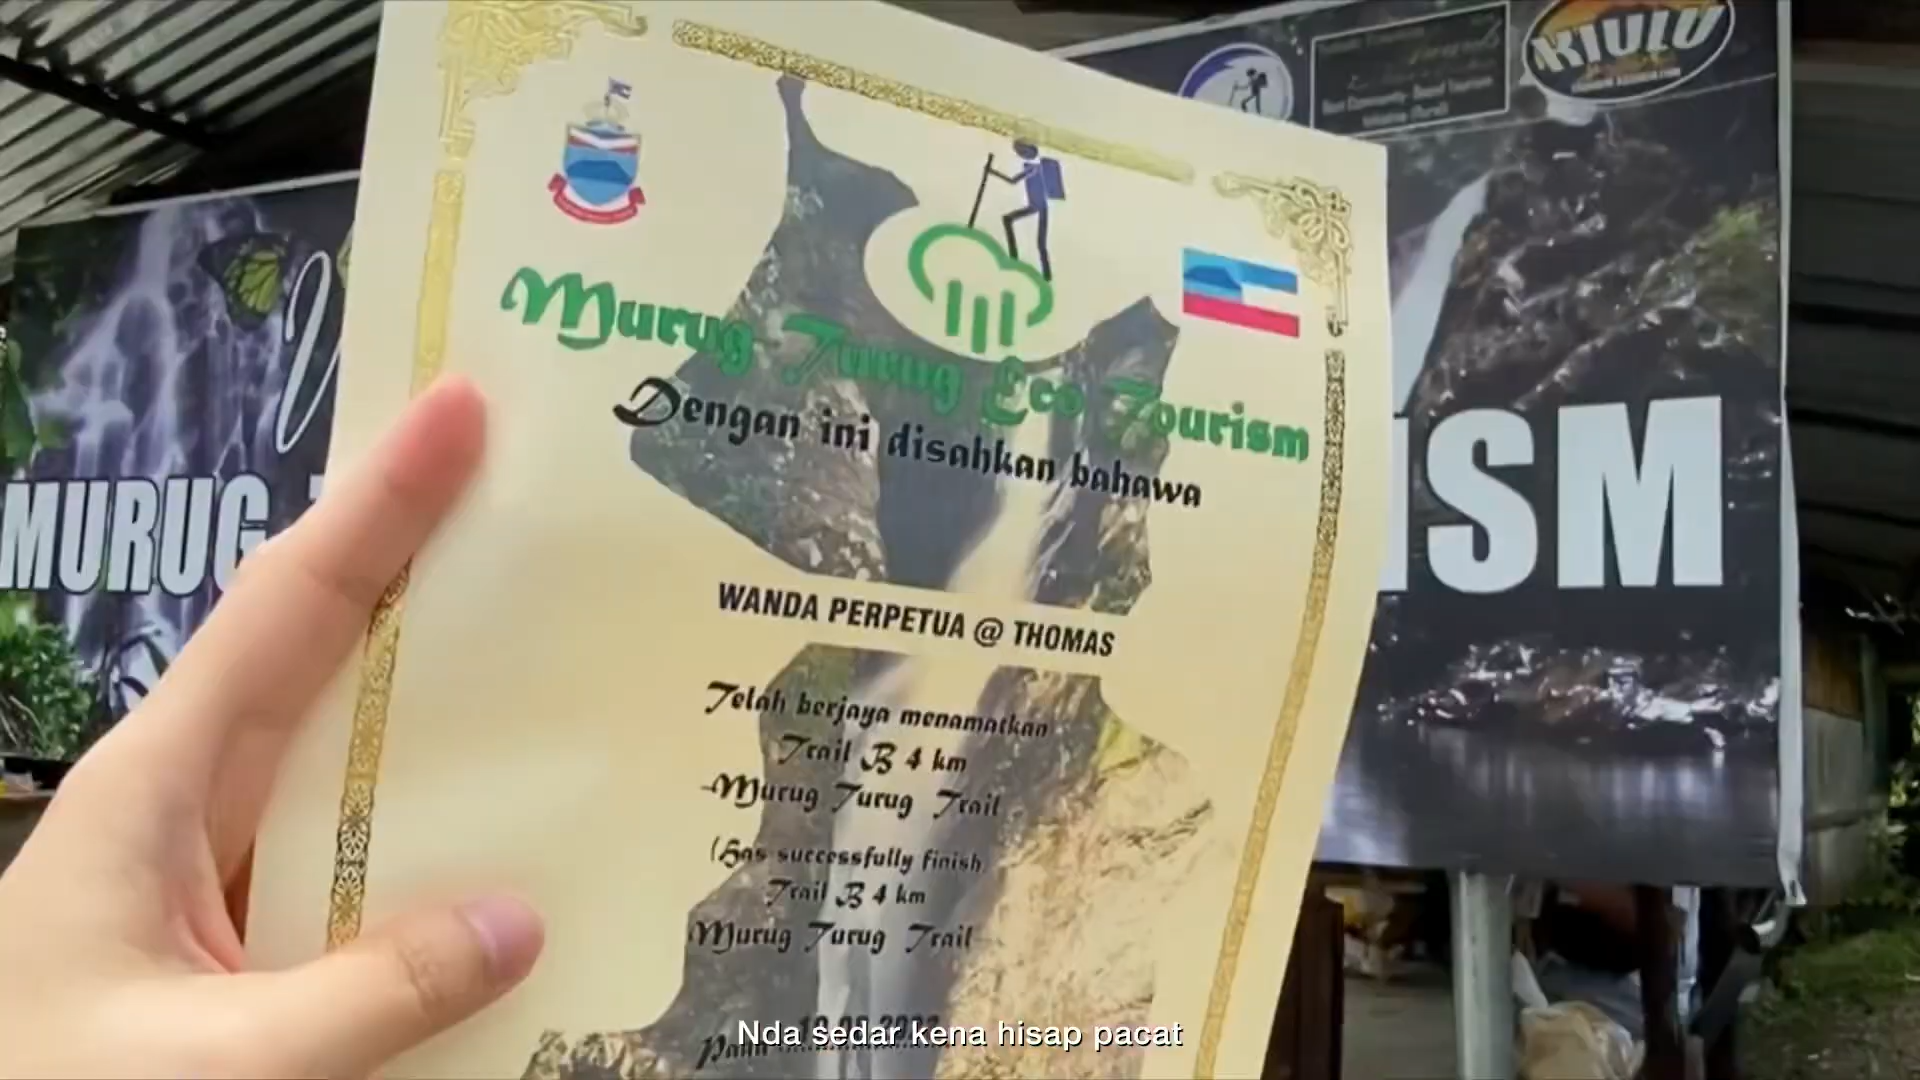 KIULU
Murug Turug Eco Tourism
Dengan ini disahkan bahawa
MURUG
ISM
WANDA PERPETUA @ THOMAS
Telah berjaya menamatkan
Trail B 4 km
Murug Turug Trail
(Has successfully finish
Trail B 4 km
Murug Turug Trail
Pada
Nda sedar kena hisap pacat